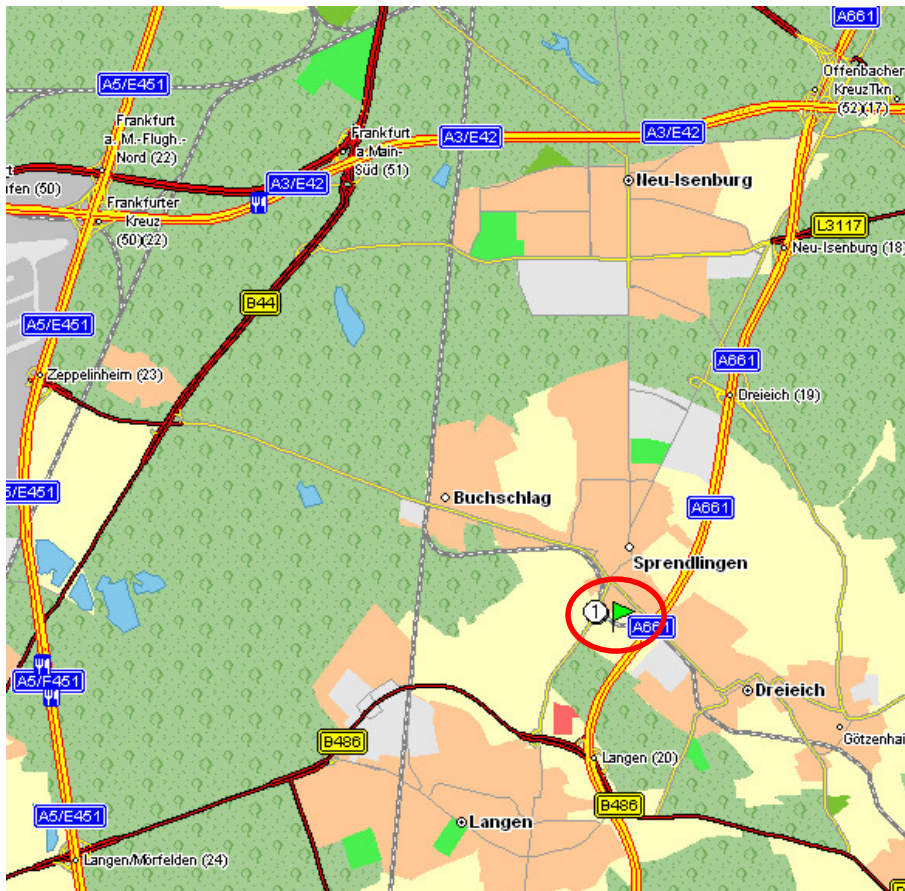 A661
Offenbacher
KreuzTkn
(52)(17)
A5/E451
Frankfurt
a. M.-Flugh.-
Nord (22)
Frankfurt
a.Main-
Süd (51)
A3/E42
A3/E42
A3/E42
ufen (50)
Frankfurter
Kreuz
(50)(22)
Neu-Isenburg
L3117
Neu-Isenburg (18)
B44
A5/E451
A661
Zeppelinheim (23)
Dreieich (19)
5/E451
Buchschlag
A661
Sprendlingen
1
A661
A5/E451
Dreieich
Götzenhai
B486
Langen (20)
B486
A5/E451
Langen
Langen/Mörfelden (24)